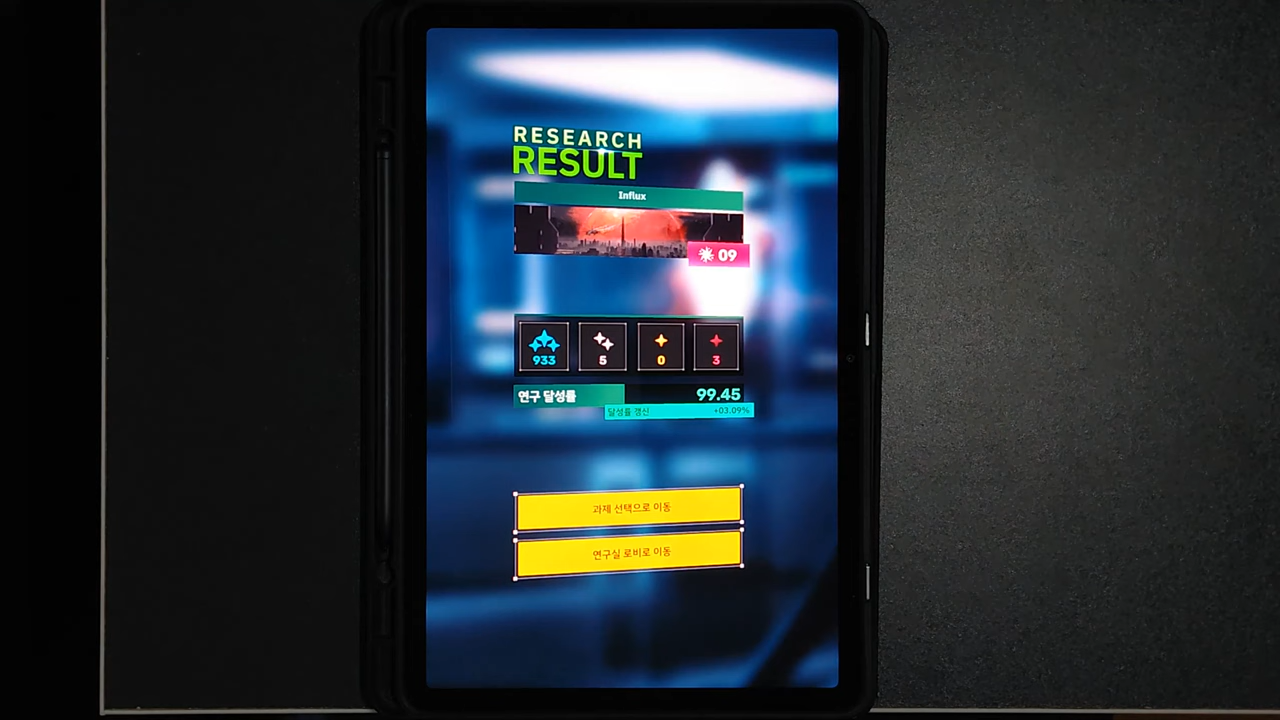 RESEARCH
RESULT
Influx
09
933 5 0 3
연구 달성률 99.45
달성률 갱신 +03.09%
과제 선택으로 이동
연구실 로비로 이동